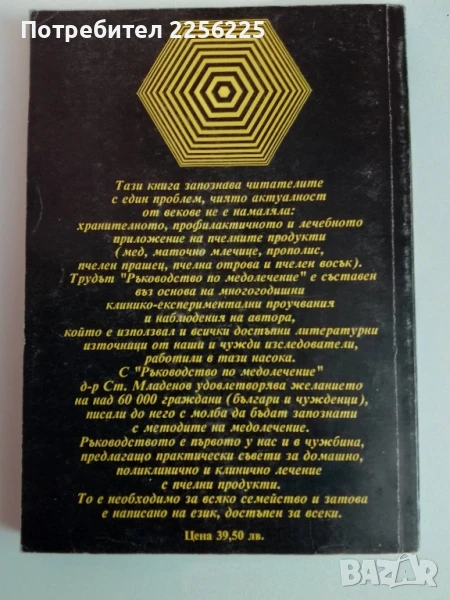 Потребител 2256225
Тази книга запознава читателите
с един проблем, чиято актуалност
от векове не е намаляла:
хранителното, профилактичното и лечебното
приложение на пчелните продукти
(мед, маточно млечице, прополис,
пчелен прашец, пчелна отрова и пчелен восък).
Трудът "Ръководство по медолечение" е съставен
въз основа на многогодишни
клинико-експериментални проучвания
и наблюдения на автора,
който е използвал и всички достъпни литературни
източници от наши и чужди изследователи,
работили в тази насока.
С "Ръководство по медолечение"
д-р Ст. Младенов удовлетворява желанието
на над 60 000 граждани (българи и чужденци),
писали до него с молба да бъдат запознати
с методите на медолечение.
Ръководството е първото у нас и в чужбина,
предлагащо практически съвети за домашно,
поликлинично и клинично лечение
с пчелни продукти.
То е необходимо за всяко семейство и затова
е написано на език, достъпен за всеки.
Цена 39,50 лв.
BAZAR